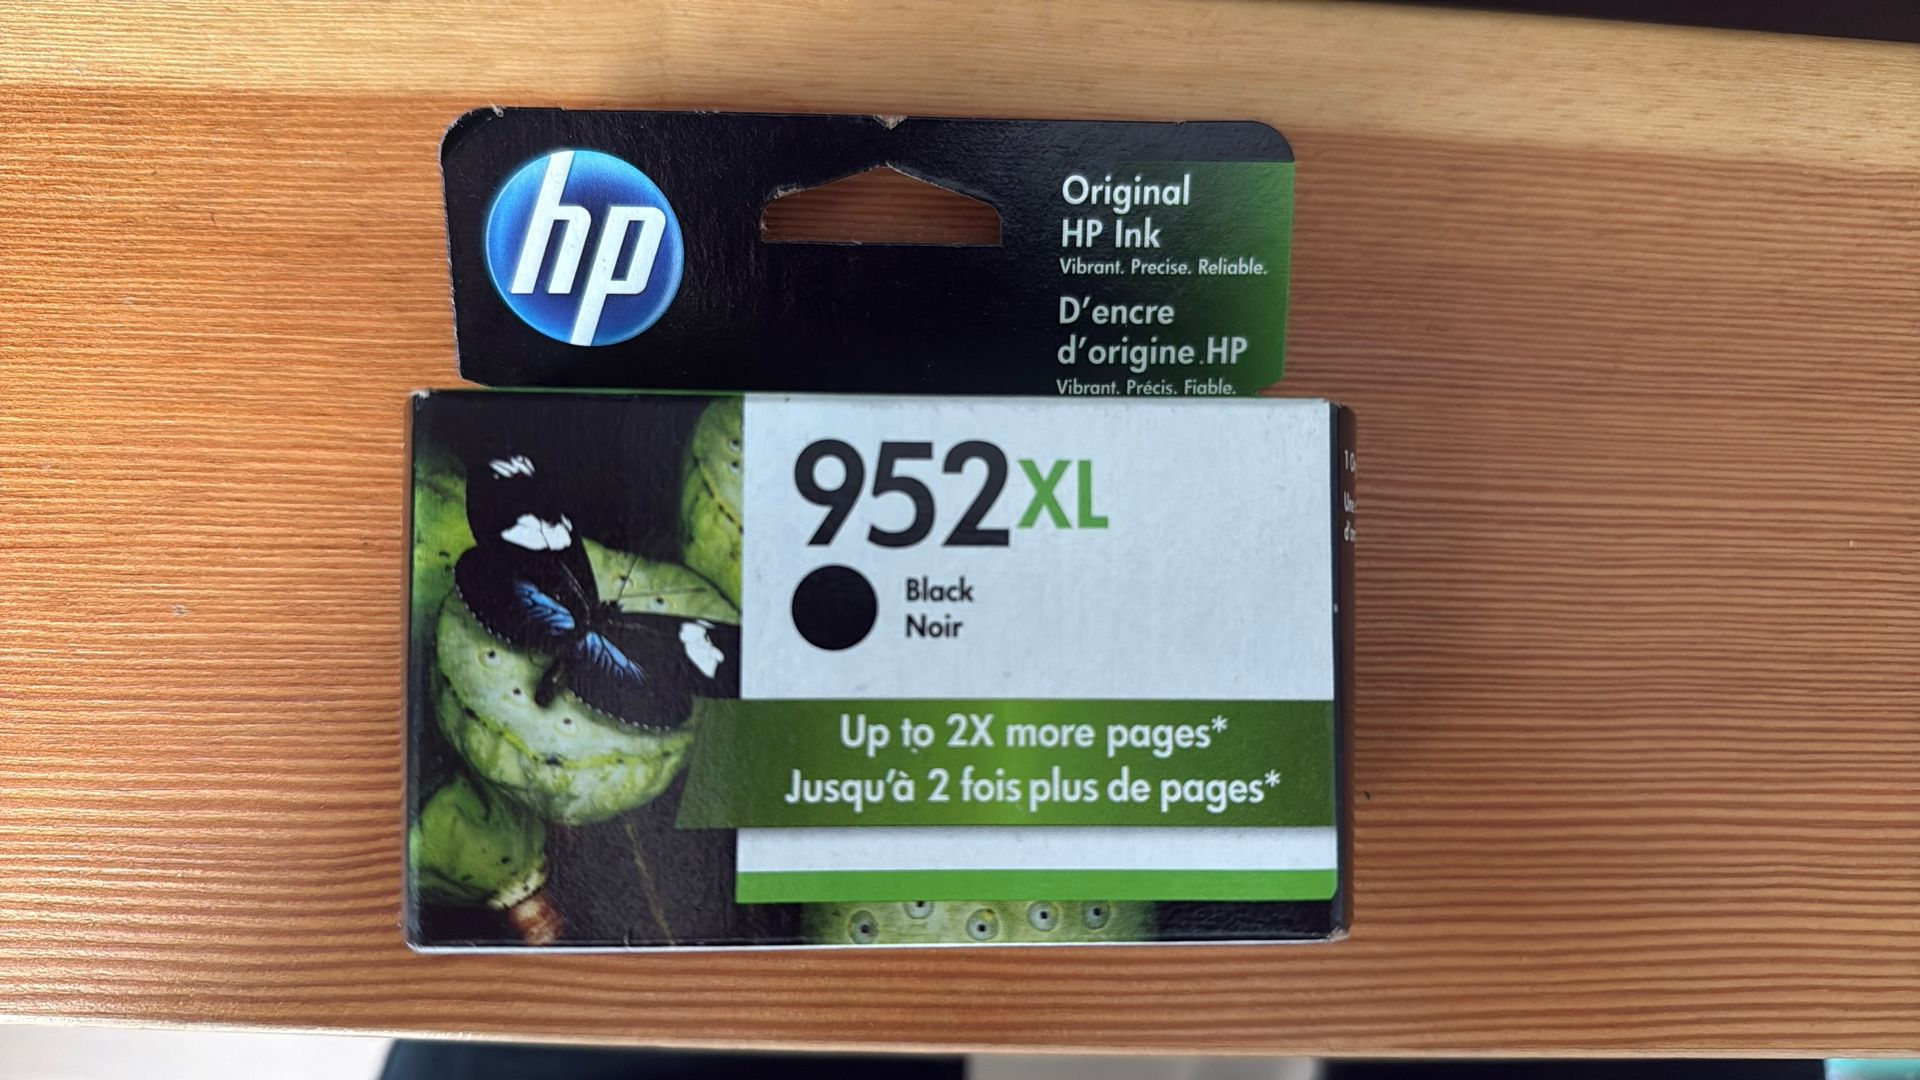 hp
Original
HP Ink
Vibrant. Precise. Reliable.
D'encre
d'origine HP
Vibrant. Précis. Fiable.
952XL
Black
Noir
Up to 2X more pages*
Jusqu'à 2 fois plus de pages*